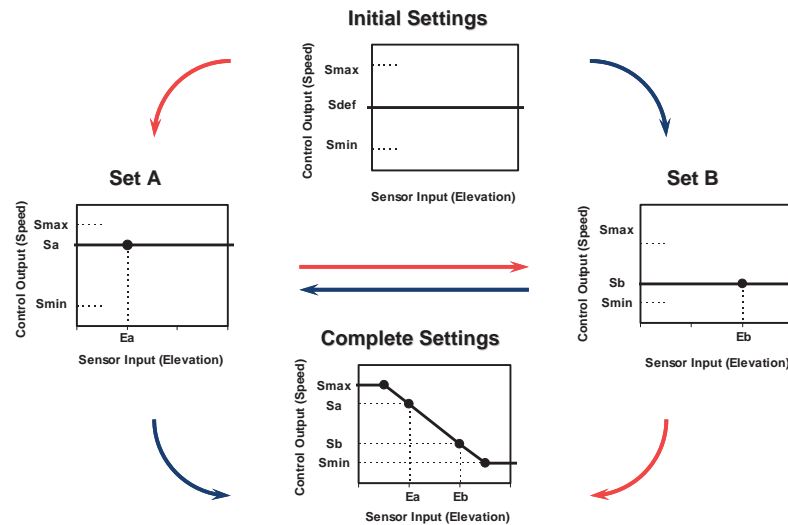 Initial Settings
Control Output (Speed)
Smax
Sdef
Smin
Sensor Input (Elevation)
Set A
Control Output (Speed)
Smax
Sa
Smin
Ea
Sensor Input (Elevation)
Set B
Control Output (Speed)
Smax
Sb
Smin
Eb
Sensor Input (Elevation)
Complete Settings
Control Output (Speed)
Smax
Sa
Sb
Smin
Ea Eb
Sensor Input (Elevation)